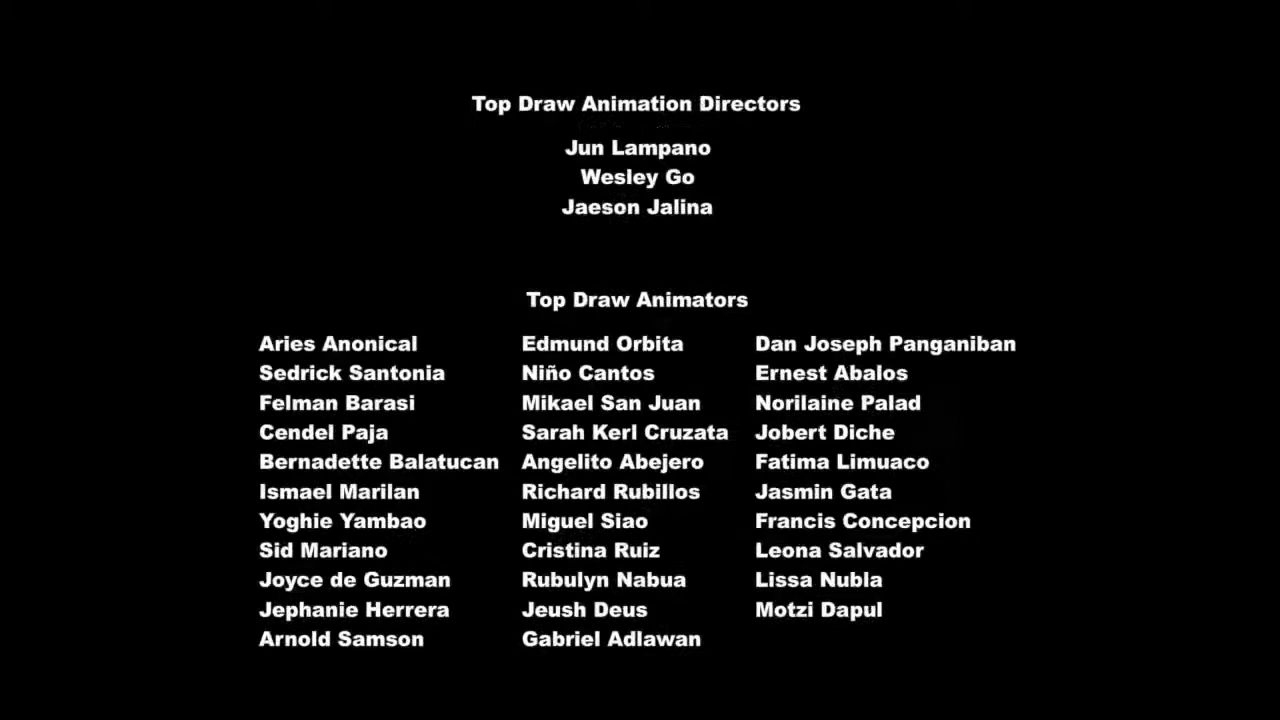 Top Draw Animation Directors
Jun Lampano
Wesley Go
Jaeson Jalina
Top Draw Animators
Aries Anonical Edmund Orbita Dan Joseph Panganiban
Sedrick Santonia Niño Cantos Ernest Abalos
Felman Barasi Mikael San Juan Norilaine Palad
Cendel Paja Sarah Kerl Cruzata Jobert Diche
Bernadette Balatucan Angelito Abejero Fatima Limuaco
Ismael Marilan Richard Rubillos Jasmin Gata
Yoghie Yambao Miguel Siao Francis Concepcion
Sid Mariano Cristina Ruiz Leona Salvador
Joyce de Guzman Rubulyn Nabua Lissa Nubla
Jephanie Herrera Jeush Deus Motzi Dapul
Arnold Samson Gabriel Adlawan